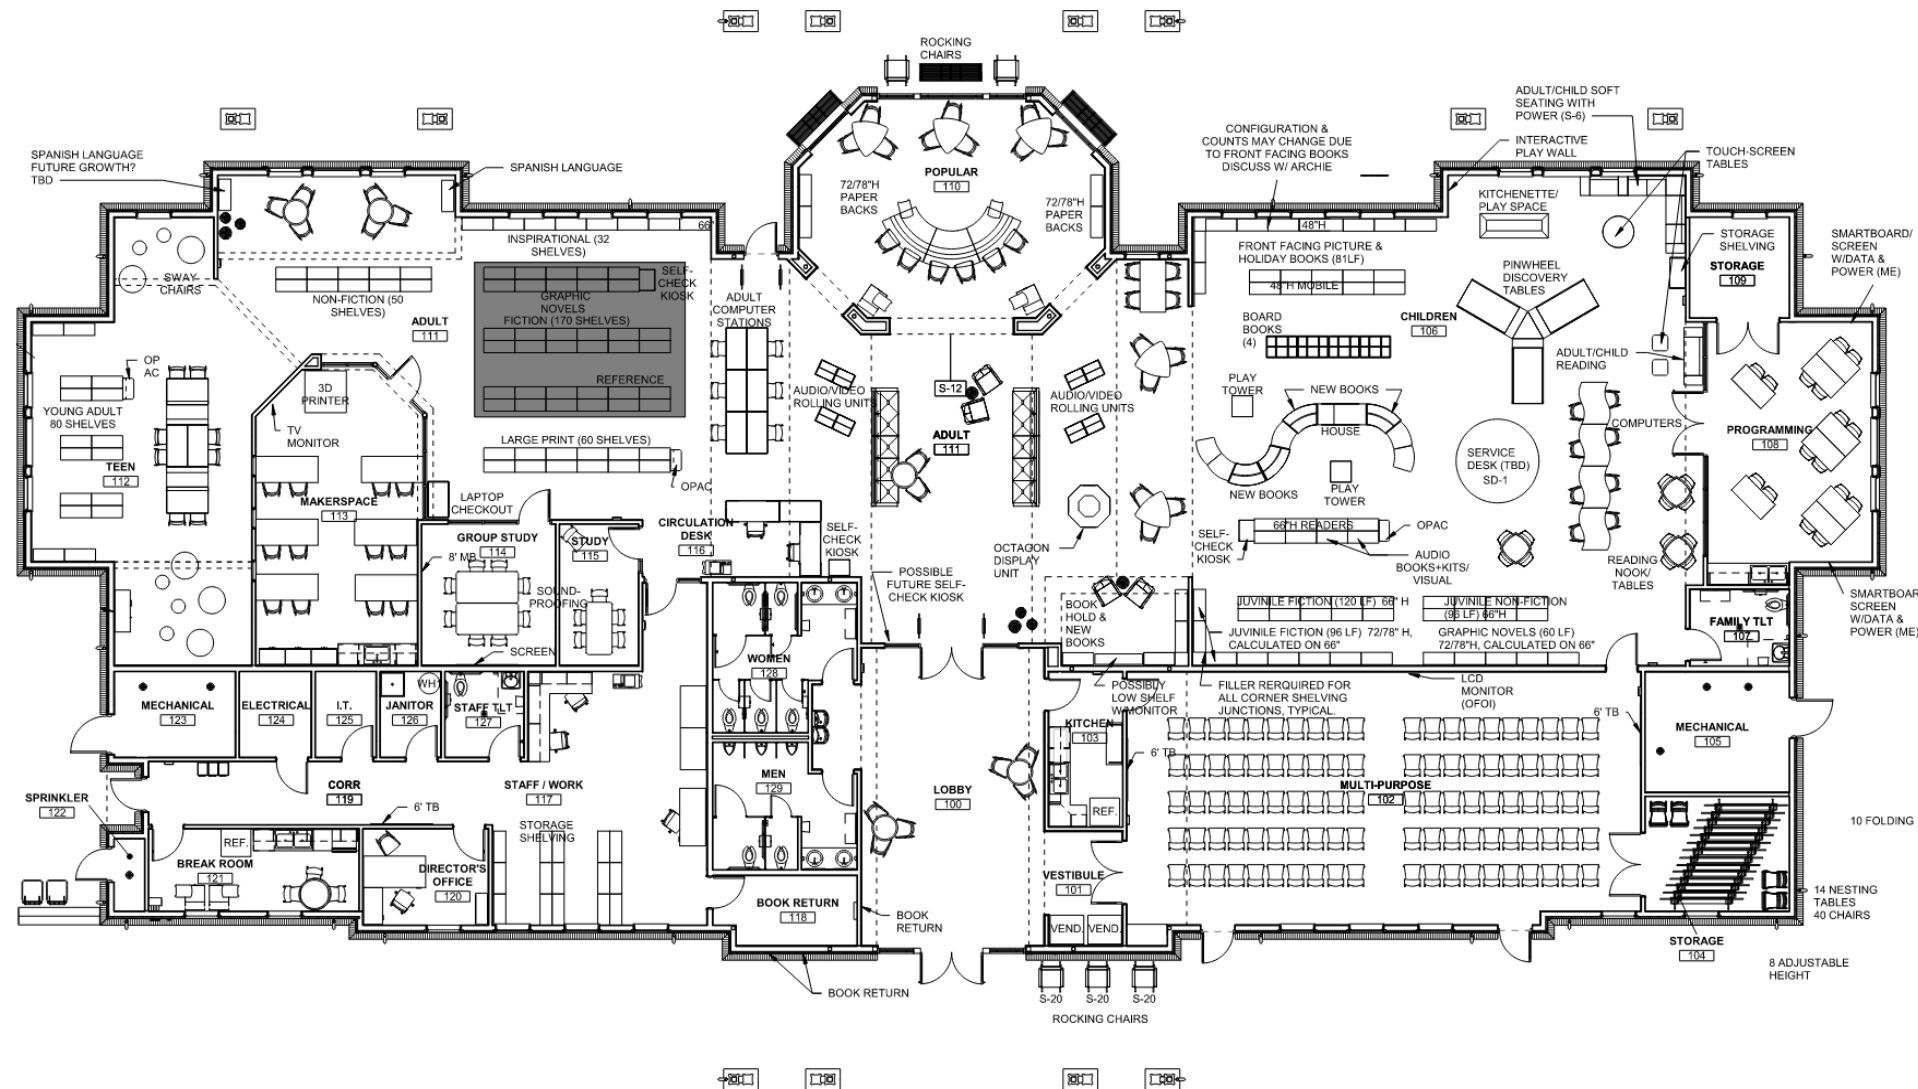 ROCKING
CHAIRS
SPANISH LANGUAGE
FUTURE GROWTH?
TBD
SPANISH LANGUAGE
POPULAR
110
72/78"H
PAPER
BACKS
72/78"H
PAPER
BACKS
CONFIGURATION &
COUNTS MAY CHANGE DUE
TO FRONT FACING BOOKS
DISCUSS W/ ARCHIE
ADULT/CHILD SOFT
SEATING WITH
POWER (S-6)
INTERACTIVE
PLAY WALL
TOUCH-SCREEN
TABLES
KITCHENETTE/
PLAY SPACE
STORAGE
SHELVING
STORAGE
109
SMARTBOARD/
SCREEN
W/DATA &
POWER (ME)
SWAY
CHAIRS
NON-FICTION (50
SHELVES)
ADULT
111
66"
INSPIRATIONAL (32
SHELVES)
SELF-
CHECK
KIOSK
GRAPHIC
NOVELS
FICTION (170 SHELVES)
REFERENCE
LARGE PRINT (60 SHELVES)
OPAC
ADULT
COMPUTER
STATIONS
48"H
FRONT FACING PICTURE &
HOLIDAY BOOKS (81LF)
48"H MOBILE
PINWHEEL
DISCOVERY
TABLES
BOARD
BOOKS
(4)
CHILDREN
106
ADULT/CHILD
READING
OP
AC
YOUNG ADULT
80 SHELVES
TEEN
112
3D
PRINTER
TV
MONITOR
MAKERSPACE
113
S-12
AUDIO/VIDEO
ROLLING UNITS
AUDIO/VIDEO
ROLLING UNITS
ADULT
111
PLAY
TOWER
NEW BOOKS
HOUSE
NEW BOOKS
PLAY
TOWER
SERVICE
DESK (TBD)
SD-1
COMPUTERS
PROGRAMMING
108
LAPTOP
CHECKOUT
GROUP STUDY
114
8' MB
SOUND-
PROOFING
SCREEN
STUDY
115
CIRCULATION
DESK
116
SELF-
CHECK
KIOSK
POSSIBLE
FUTURE SELF-
CHECK KIOSK
OCTAGON
DISPLAY
UNIT
SELF-
CHECK
KIOSK
66"H READERS
OPAC
AUDIO
BOOKS+KITS/
VISUAL
READING
NOOK/
TABLES
BOOK
HOLD &
NEW
BOOKS
JUVINILE FICTION (120 LF) 66" H
JUVINILE NON-FICTION
(96 LF) 66"H
JUVINILE FICTION (96 LF) 72/78" H,
CALCULATED ON 66"
GRAPHIC NOVELS (60 LF)
72/78"H, CALCULATED ON 66"
FAMILY TLT
107
SMARTBOAR
SCREEN
W/DATA &
POWER (ME)
MECHANICAL
123
ELECTRICAL
124
I.T.
125
JANITOR
126
WH1
STAFF TLT
127
WOMEN
128
MEN
129
POSSIBLY
LOW SHELF
W/MONITOR
FILLER RERQUIRED FOR
ALL CORNER SHELVING
JUNCTIONS, TYPICAL.
LCD
MONITOR
(OFOI)
6' TB
MECHANICAL
105
KITCHEN
103
6' TB
REF.
SPRINKLER
122
CORR
119
6' TB
STAFF / WORK
117
STORAGE
SHELVING
LOBBY
100
MULTI-PURPOSE
102
10 FOLDING
REF.
BREAK ROOM
121
DIRECTOR'S
OFFICE
120
BOOK RETURN
118
BOOK
RETURN
BOOK RETURN
VESTIBULE
101
VEND.
VEND.
14 NESTING
TABLES
40 CHAIRS
STORAGE
104
8 ADJUSTABLE
HEIGHT
S-20
S-20
S-20
ROCKING CHAIRS